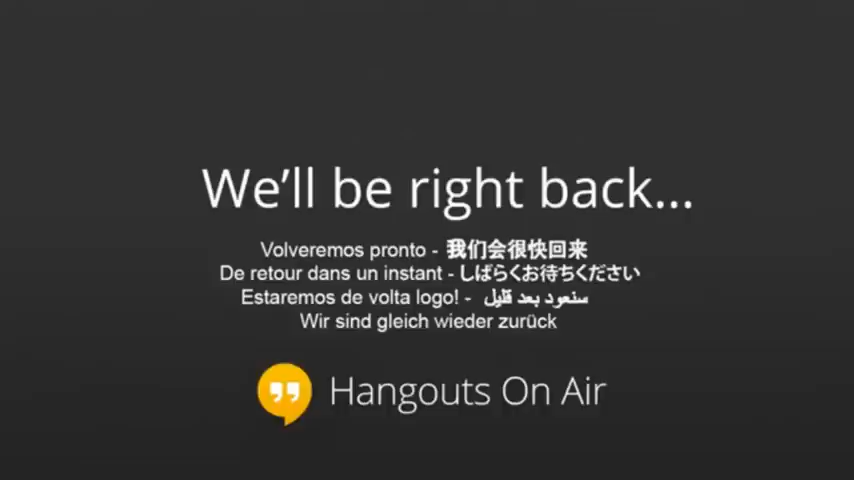 We'll be right back...
Volveremos pronto - 我们会很快回来
De retour dans un instant - しばらくお待ちください
Estaremos de volta logo! - سنعود بعد قليل
Wir sind gleich wieder zurück
Hangouts On Air